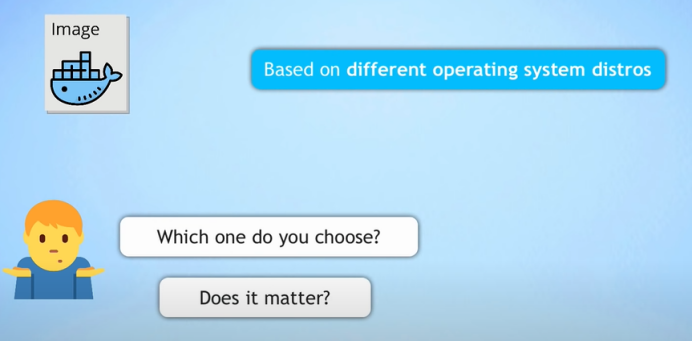 Image
Based on different operating system distros
Which one do you choose?
Does it matter?